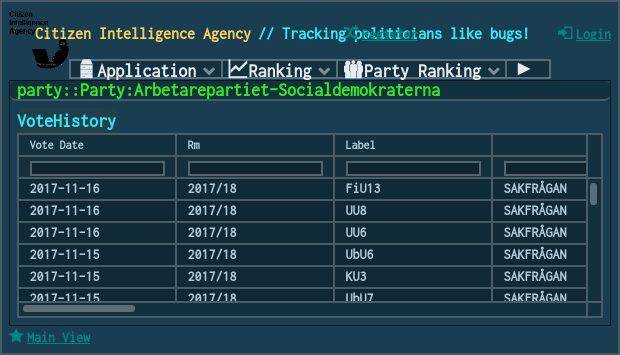 Citizen
Intelligence
Agency
Citizen Intelligence Agency // Tracking politicians like bugs!
Register
Login
Application
Ranking
Party Ranking
party::Party:Arbetarepartiet-Socialdemokraterna
VoteHistory
Vote Date Rm Label
2017-11-16 2017/18 FiU13 SAKFRÅGAN
2017-11-16 2017/18 UU8 SAKFRÅGAN
2017-11-16 2017/18 UU6 SAKFRÅGAN
2017-11-15 2017/18 UbU6 SAKFRÅGAN
2017-11-15 2017/18 KU3 SAKFRÅGAN
2017-11-15 2017/18 UbU7 SAKFRÅGAN
Main View